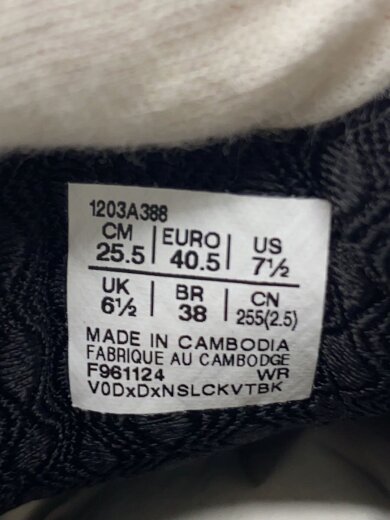 1203A388
CM 25.5 | EURO 40.5 | US 7½
UK 6½ | BR 38 | CN 255(2.5)
MADE IN CAMBODIA
FABRIQUE AU CAMBODGE
F961124 WR
V0DxDxNSLCKVTBK